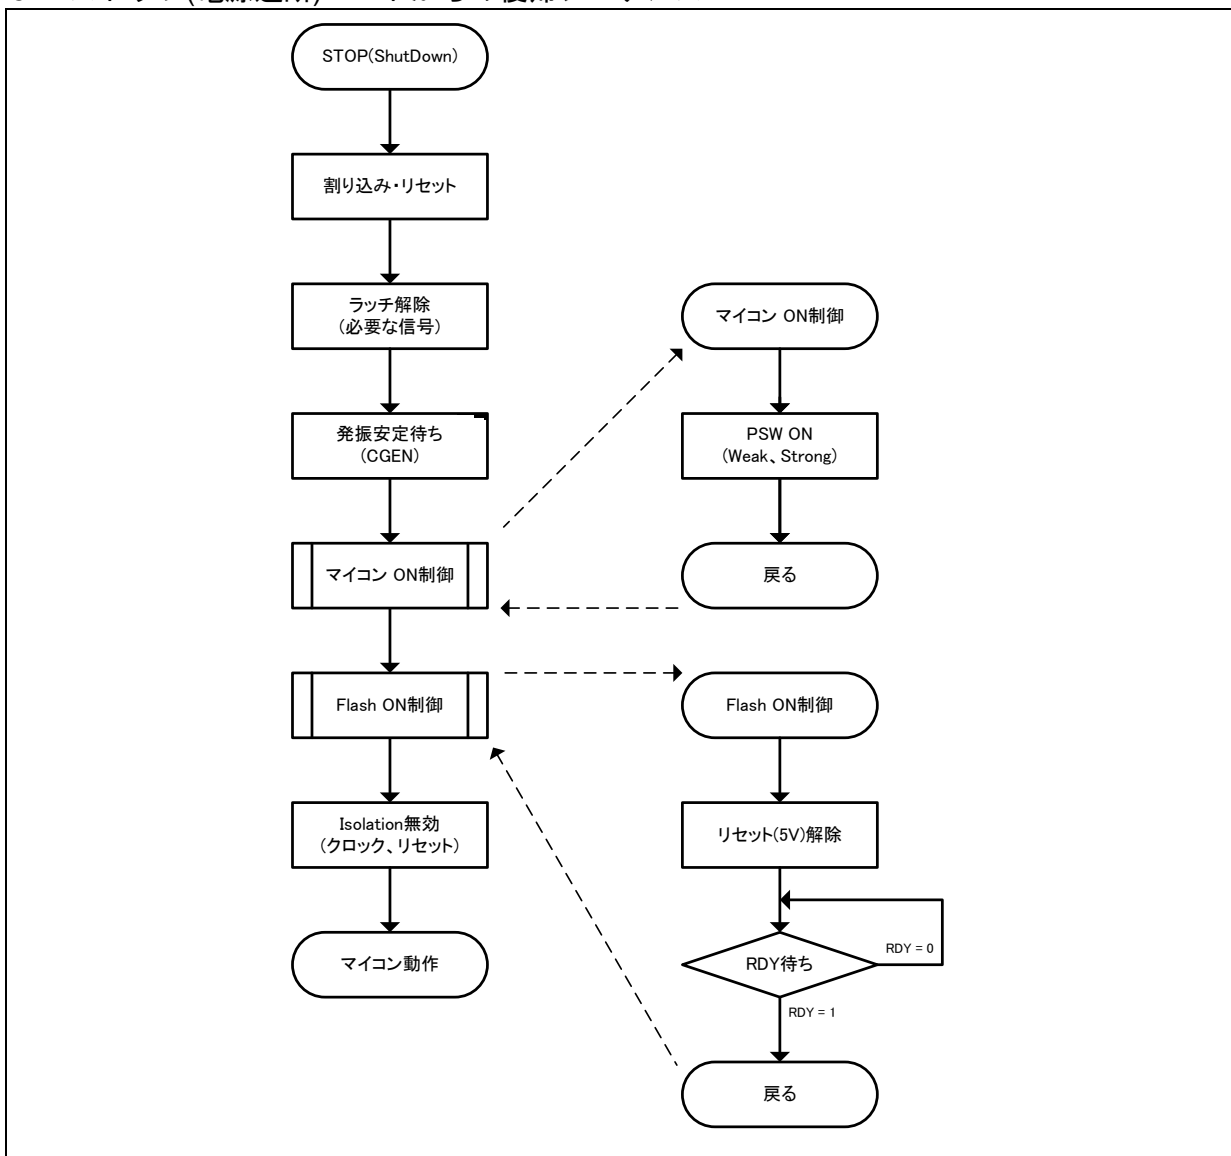 STOP(ShutDown)
割り込み・リセット
ラッチ解除
(必要な信号)
発振安定待ち
(CGEN)
マイコン ON制御
Flash ON制御
Isolation無効
(クロック、リセット)
マイコン動作
マイコン ON制御
PSW ON
(Weak、Strong)
戻る
Flash ON制御
リセット(5V)解除
RDY待ち
RDY = 0
RDY = 1
戻る